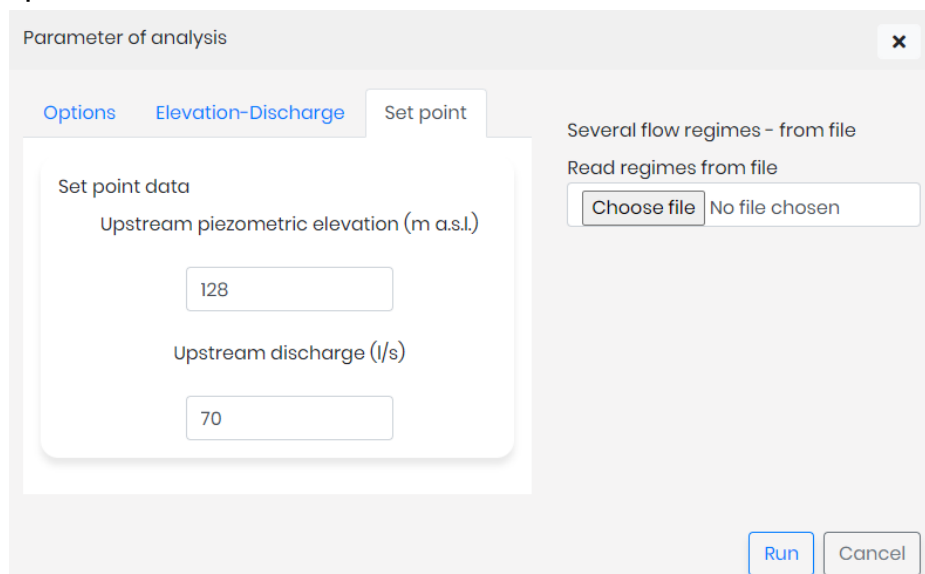 Parameter of analysis
Options Elevation-Discharge Set point
Set point data
Upstream piezometric elevation (m a.s.l.)
128
Upstream discharge (l/s)
70
Several flow regimes - from file
Read regimes from file
Choose file No file chosen
Run Cancel